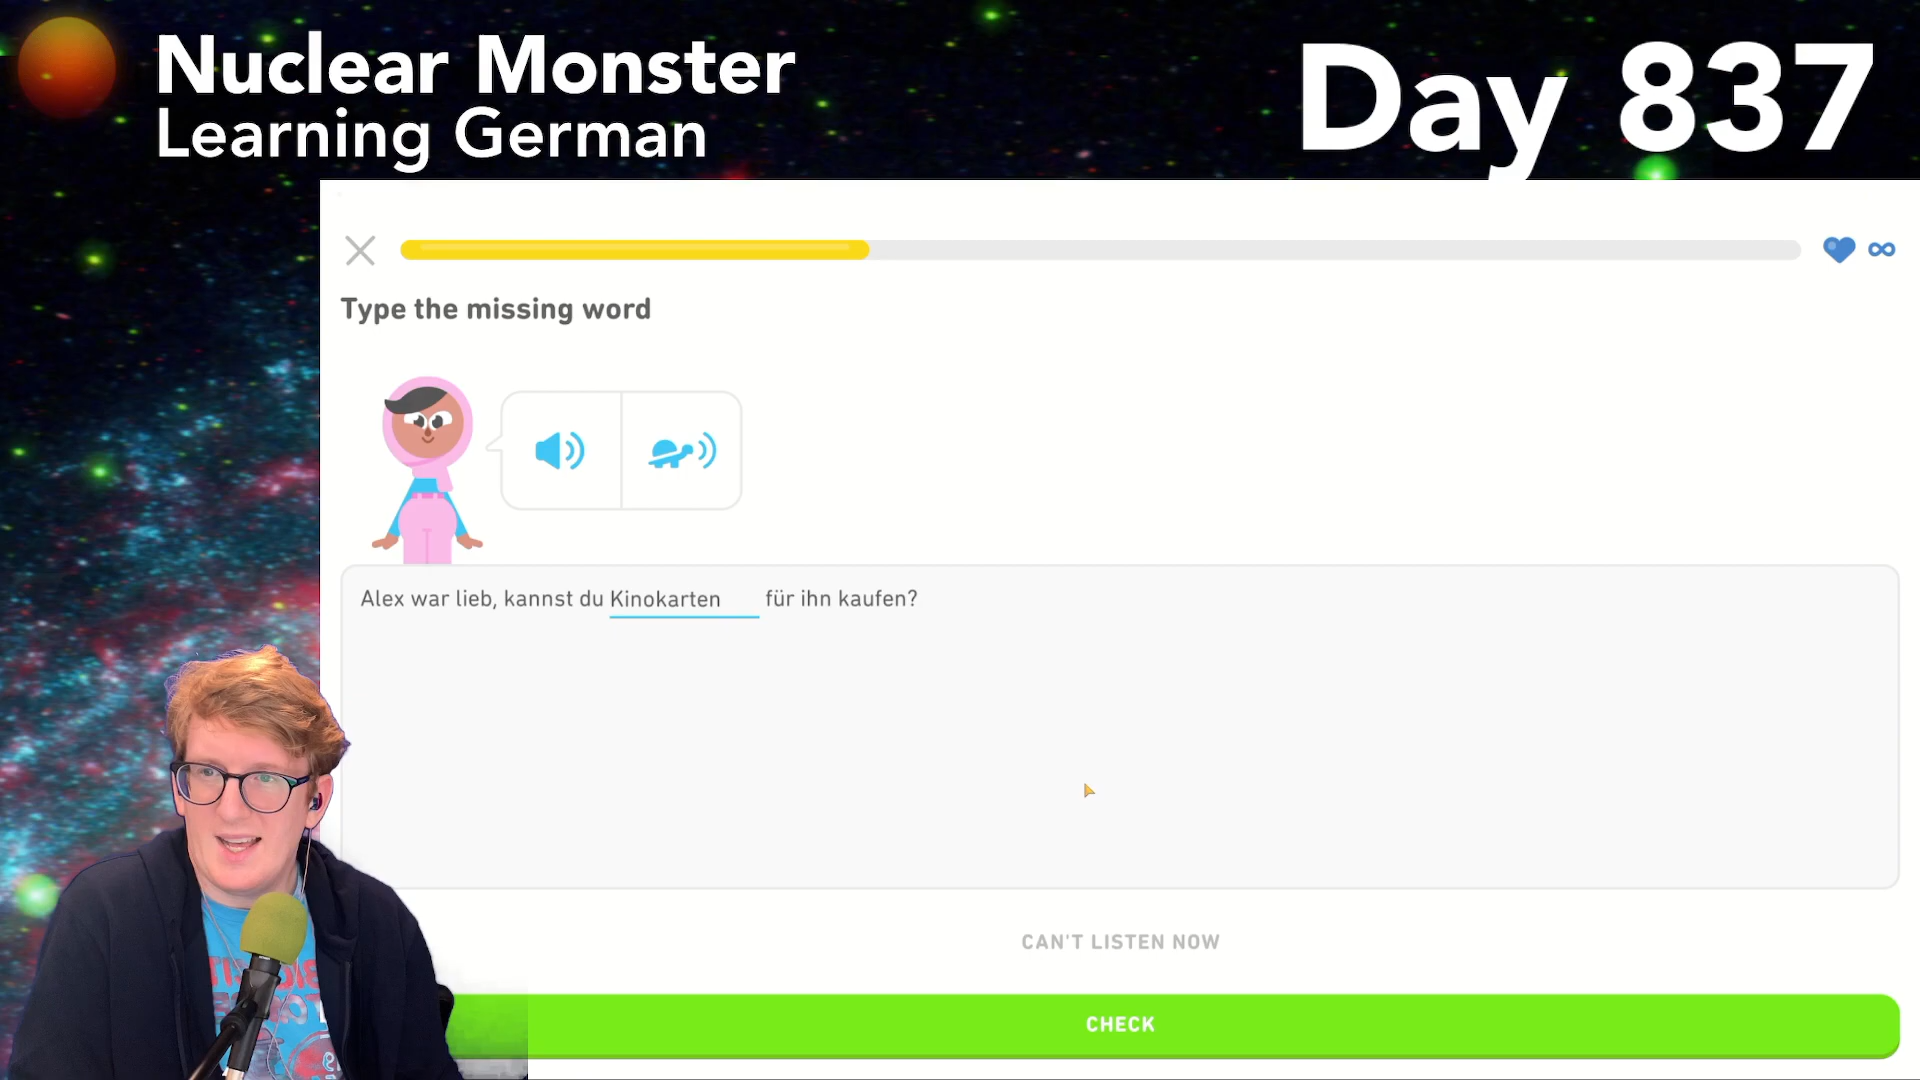 Nuclear Monster
Learning German
Day 837
Type the missing word
Alex war lieb, kannst du Kinokarten für ihn kaufen?
CAN'T LISTEN NOW
CHECK